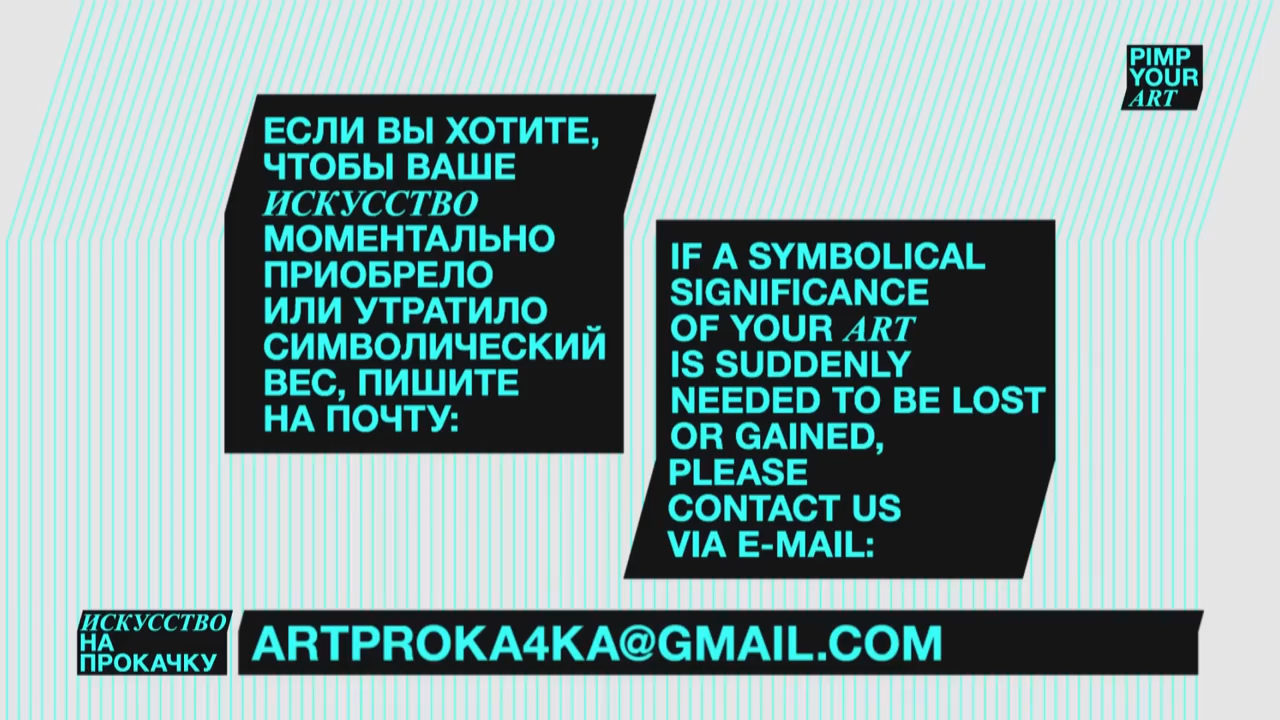 PIMP
YOUR
ART
ЕСЛИ ВЫ ХОТИТЕ,
ЧТОБЫ ВАШЕ
ИСКУССТВО
МОМЕНТАЛЬНО
ПРИОБРЕЛО
ИЛИ УТРАТИЛО
СИМВОЛИЧЕСКИЙ
ВЕС, ПИШИТЕ
НА ПОЧТУ:
IF A SYMBOLICAL
SIGNIFICANCE
OF YOUR ART
IS SUDDENLY
NEEDED TO BE LOST
OR GAINED,
PLEASE
CONTACT US
VIA E-MAIL:
ИСКУССТВО
НА
ПРОКАЧКУ
ARTPROKA4KA@GMAIL.COM